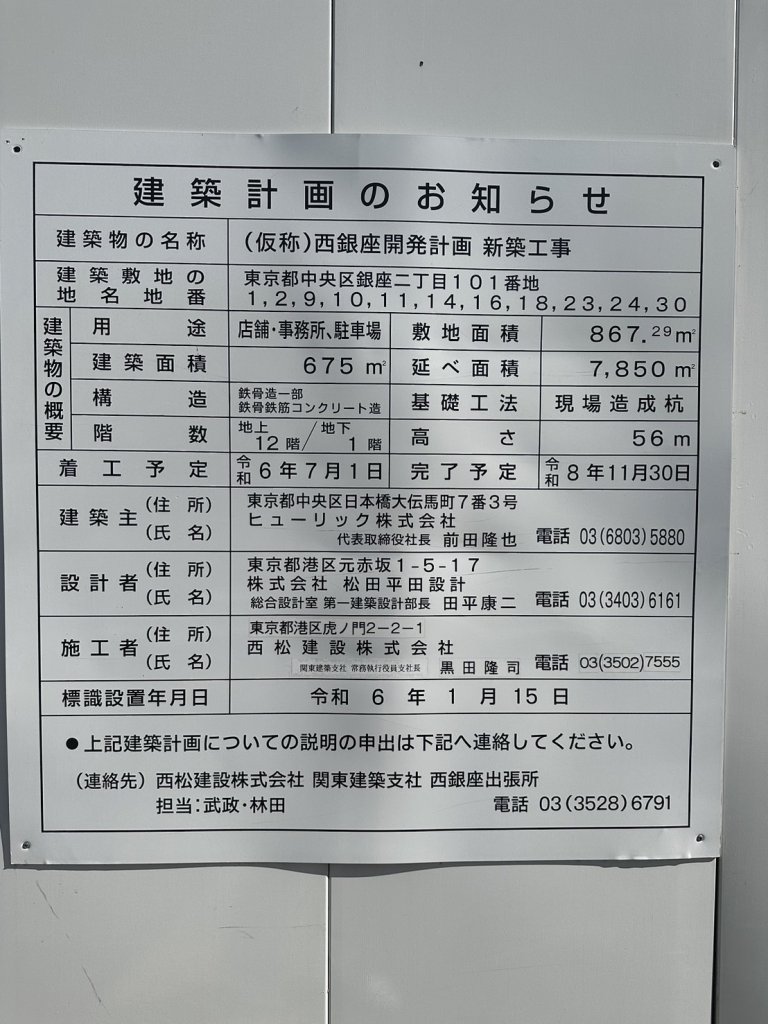 建築計画のお知らせ
建築物の名称 (仮称)西銀座開発計画 新築工事
建築敷地の地名地番 東京都中央区銀座二丁目101番地
1,2,9,10,11,14,16,18,23,24,30
建築物の概要
用途 店舗・事務所、駐車場 敷地面積 867.29㎡
建築面積 675㎡ 延べ面積 7,850㎡
構造 鉄骨造一部
鉄骨鉄筋コンクリート造 基礎工法 現場造成杭
階数 地上12階/地下1階 高さ 56m
着工予定 令和6年7月1日 完了予定 令和8年11月30日
建築主 (住所) 東京都中央区日本橋大伝馬町7番3号
(氏名) ヒューリック株式会社
代表取締役社長 前田隆也 電話 03(6803)5880
設計者 (住所) 東京都港区元赤坂1-5-17
(氏名) 株式会社 松田平田設計
総合設計室 第一建築設計部長 田平康二 電話 03(3403)6161
施工者 (住所) 東京都港区虎ノ門2-2-1
(氏名) 西松建設株式会社
関東建築支社 常務執行役員支社長 黒田隆司 電話 03(3502)7555
標識設置年月日 令和 6 年 1 月 15 日
●上記建築計画についての説明の申出は下記へ連絡してください。
(連絡先) 西松建設株式会社 関東建築支社 西銀座出張所
担当:武政・林田 電話 03(3528)6791